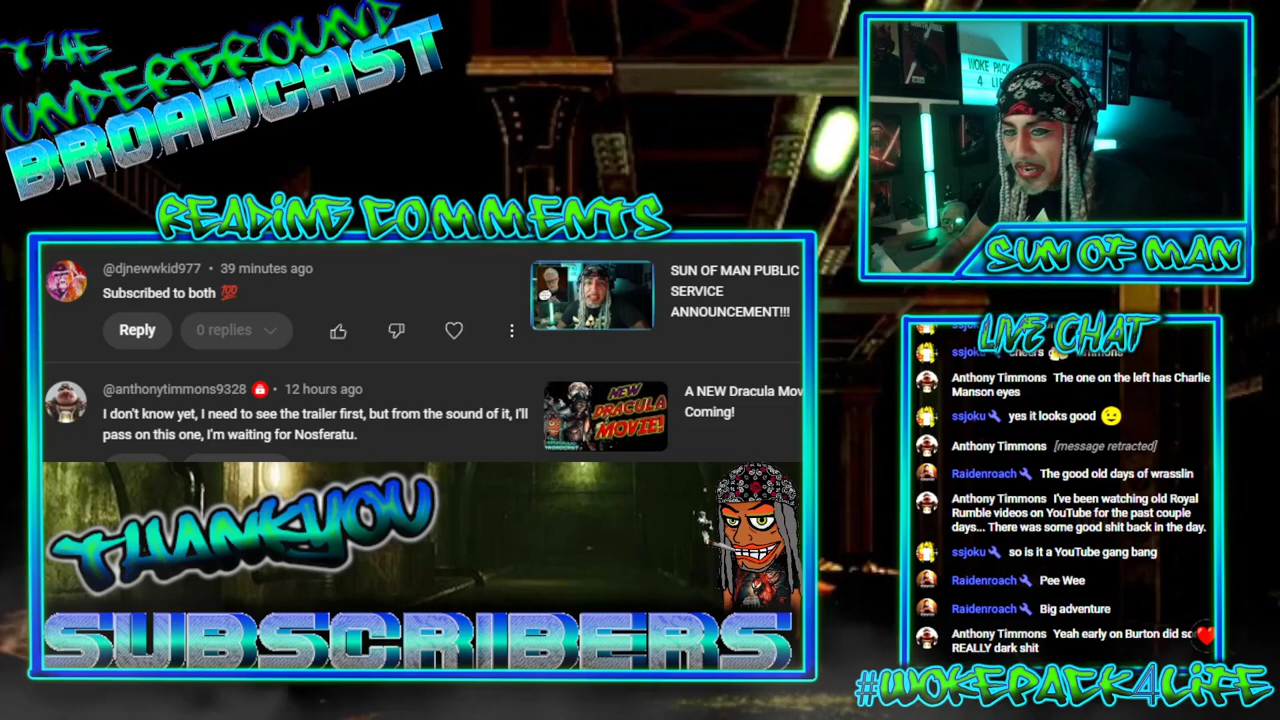 THE
UNDERGROUND
BROADCAST
READING COMMENTS
@djnewwkid977 • 39 minutes ago
Subscribed to both 💯
Reply
0 replies
SUN OF MAN PUBLIC
SERVICE
ANNOUNCEMENT!!!
@anthonytimmons9328 • 12 hours ago
I don't know yet, I need to see the trailer first, but from the sound of it, I'll
pass on this one, I'm waiting for Nosferatu.
NEW
DRACULA
MOVIE!
A NEW Dracula Mov
Coming!
THANKYOU
SUBSCRIBERS
WOKE PACK
4 LIFE
SUN OF MAN
LIVE CHAT
Anthony Timmons The one on the left has Charlie
Manson eyes
ssjoku yes it looks good 😉
Anthony Timmons [message retracted]
Raidenroach The good old days of wrasslin
Anthony Timmons I've been watching old Royal
Rumble videos on YouTube for the past couple
days... There was some good shit back in the day.
ssjoku so is it a YouTube gang bang
Raidenroach Pee Wee
Raidenroach Big adventure
Anthony Timmons Yeah early on Burton did so
REALLY dark shit
#WOKEPACK4LIFE